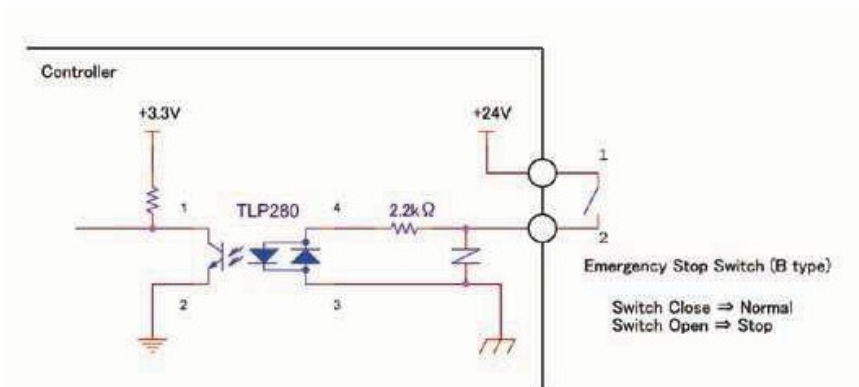 Controller
+3.3V
+24V
1
1
TLP280
4
2.2kΩ
2
Emergency Stop Switch (B type)
2
3
Switch Close ⇒ Normal
Switch Open ⇒ Stop